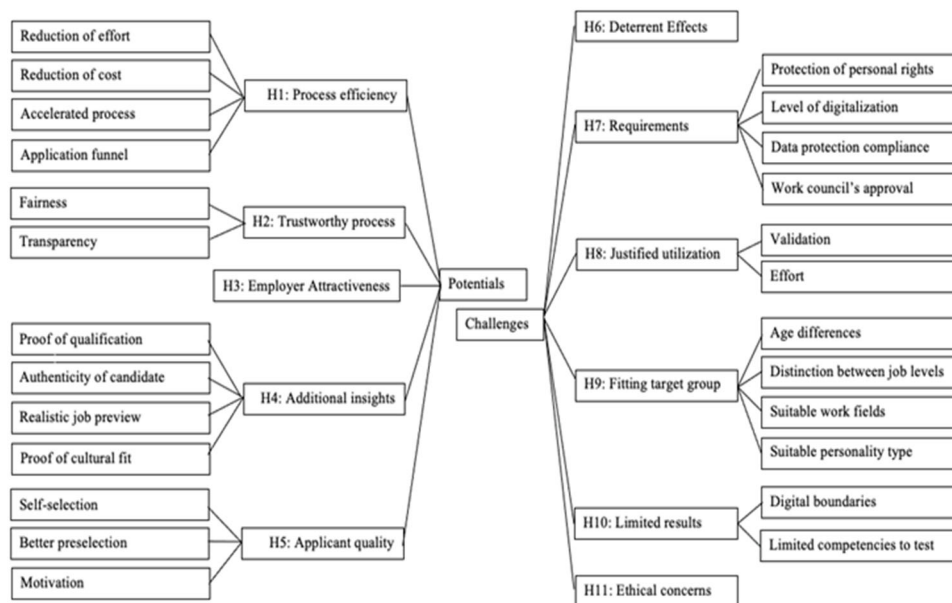 Reduction of effort
Reduction of cost
Accelerated process
Application funnel
H1: Process efficiency
Fairness
Transparency
H2: Trustworthy process
H3: Employer Attractiveness
Proof of qualification
Authenticity of candidate
Realistic job preview
Proof of cultural fit
H4: Additional insights
Self-selection
Better preselection
Motivation
H5: Applicant quality
Potentials
Challenges
H6: Deterrent Effects
H7: Requirements
Protection of personal rights
Level of digitalization
Data protection compliance
Work council's approval
H8: Justified utilization
Validation
Effort
H9: Fitting target group
Age differences
Distinction between job levels
Suitable work fields
Suitable personality type
H10: Limited results
Digital boundaries
Limited competencies to test
H11: Ethical concerns